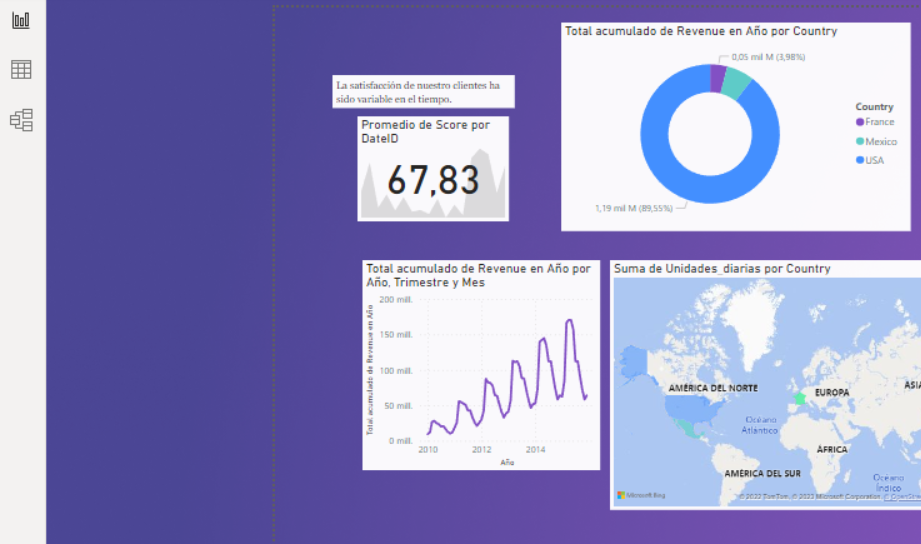 La satisfacción de nuestro clientes ha
sido variable en el tiempo.
Promedio de Score por
DateID
67,83
Total acumulado de Revenue en Año por Country
0,05 mil M (3,98%)
1,19 mil M (89,55%)
Country
France
Mexico
USA
Total acumulado de Revenue en Año por
Año, Trimestre y Mes
Total acumulado de Revenue en Año
200 mill.
150 mill.
100 mill.
50 mill.
0 mill.
2010
2012
2014
Año
Suma de Unidades_diarias por Country
AMÉRICA DEL NORTE
EUROPA
ASIA
Océano
Atlántico
ÁFRICA
AMÉRICA DEL SUR
Océano
Índico
Microsoft Bing
© 2022 TomTom, © 2022 Microsoft Corporation, © OpenStre